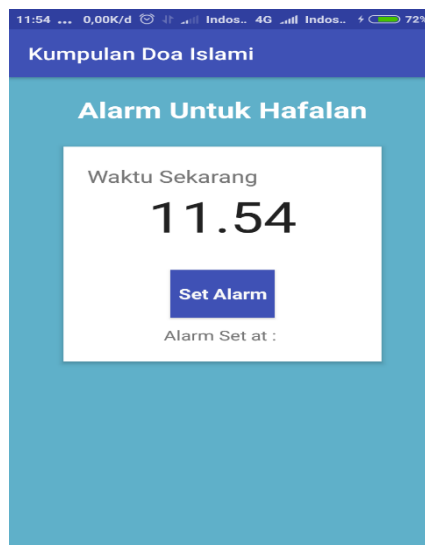 11:54 ... 0,00K/d Indos.. 4G Indos.. 72%
Kumpulan Doa Islami
Alarm Untuk Hafalan
Waktu Sekarang
11.54
Set Alarm
Alarm Set at :